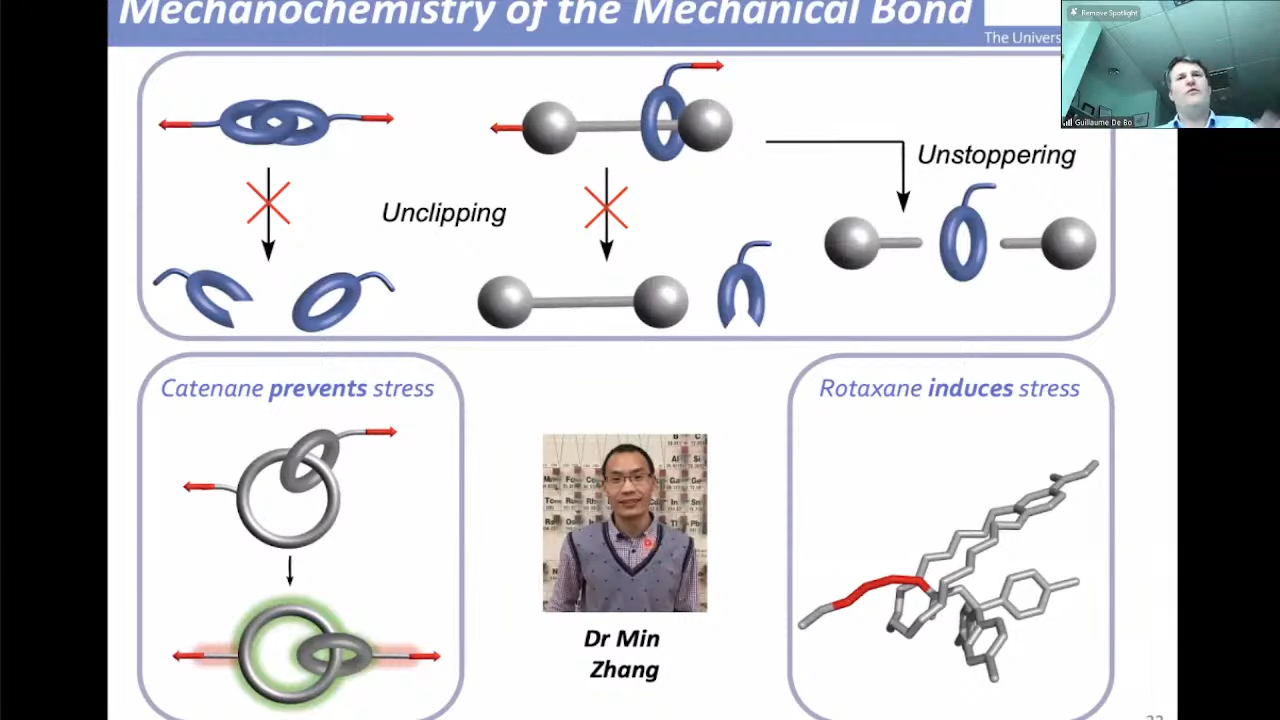 Mechanochemistry of the Mechanical Bond
The Univers
Remove Spotlight
Guillaume De Bo
Unstoppering
Unclipping
Catenane prevents stress
Rotaxane induces stress
Dr Min
Zhang